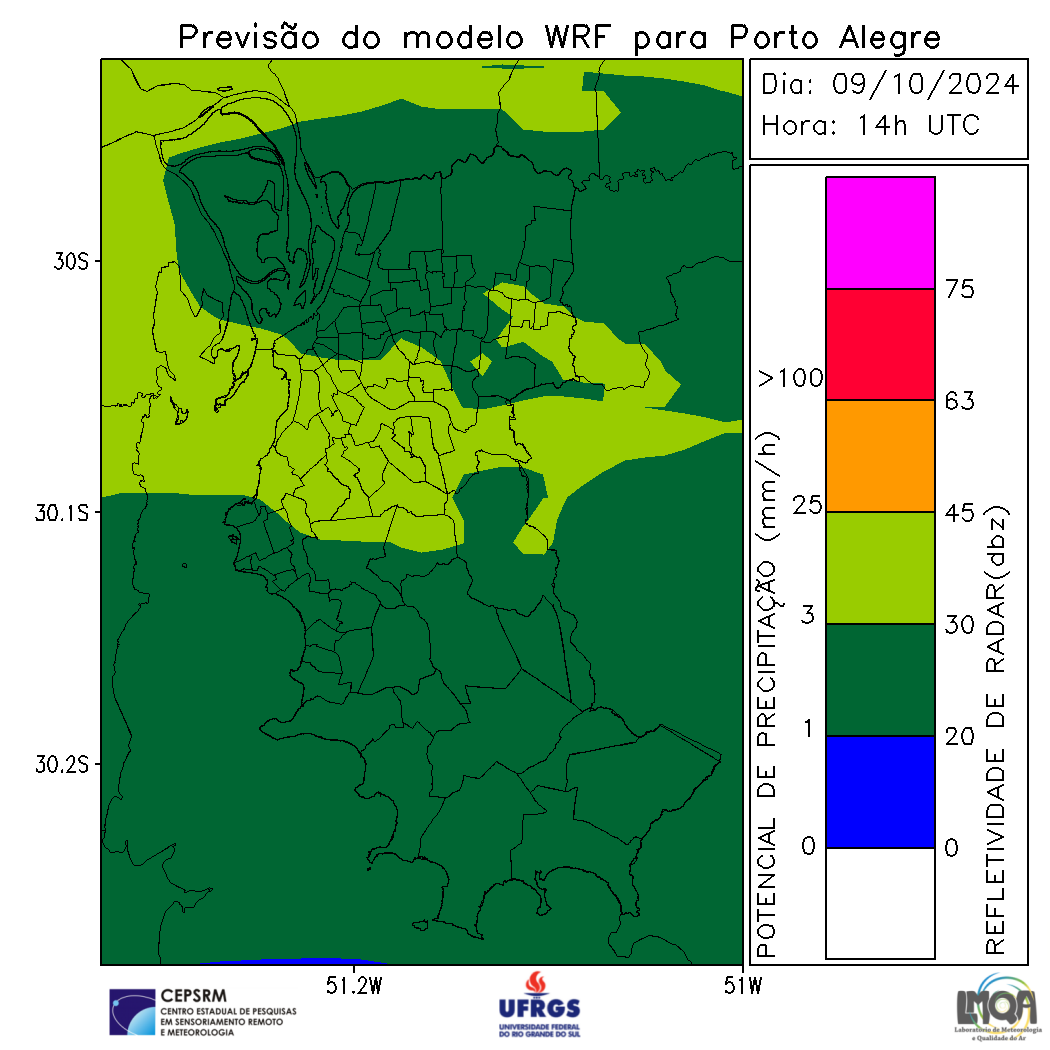 Previsão do modelo WRF para Porto Alegre
Dia: 09/10/2024
Hora: 14h UTC
30S
30.1S
30.2S
51.2W
51W
POTENCIAL DE PRECIPITAÇÃO (mm/h)
>100
25
3
1
0
75
63
45
30
20
0
REFLETIVIDADE DE RADAR(dbz)
CEPSRM
CENTRO ESTADUAL DE PESQUISAS
EM SENSORIAMENTO REMOTO
E METEOROLOGIA
UFRGS
UNIVERSIDADE FEDERAL
DO RIO GRANDE DO SUL
LMQA
Laboratório de Meteorologia
e Qualidade do Ar